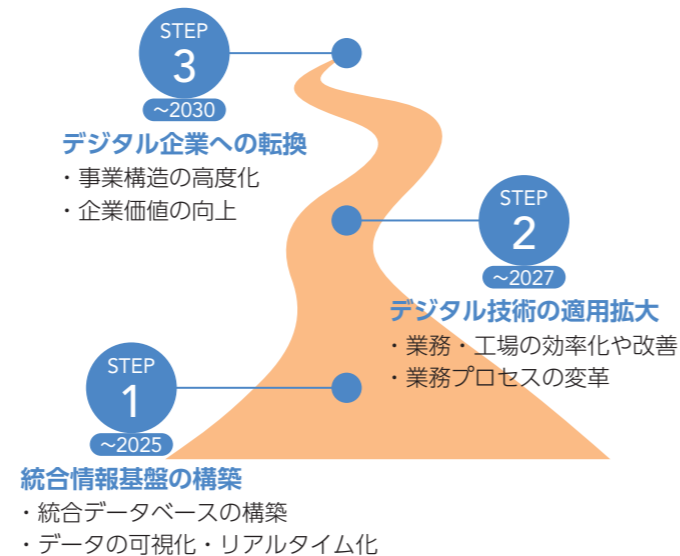 STEP
3
～2030
デジタル企業への転換
・事業構造の高度化
・企業価値の向上
STEP
2
～2027
デジタル技術の適用拡大
・業務・工場の効率化や改善
・業務プロセスの変革
STEP
1
～2025
統合情報基盤の構築
・統合データベースの構築
・データの可視化・リアルタイム化